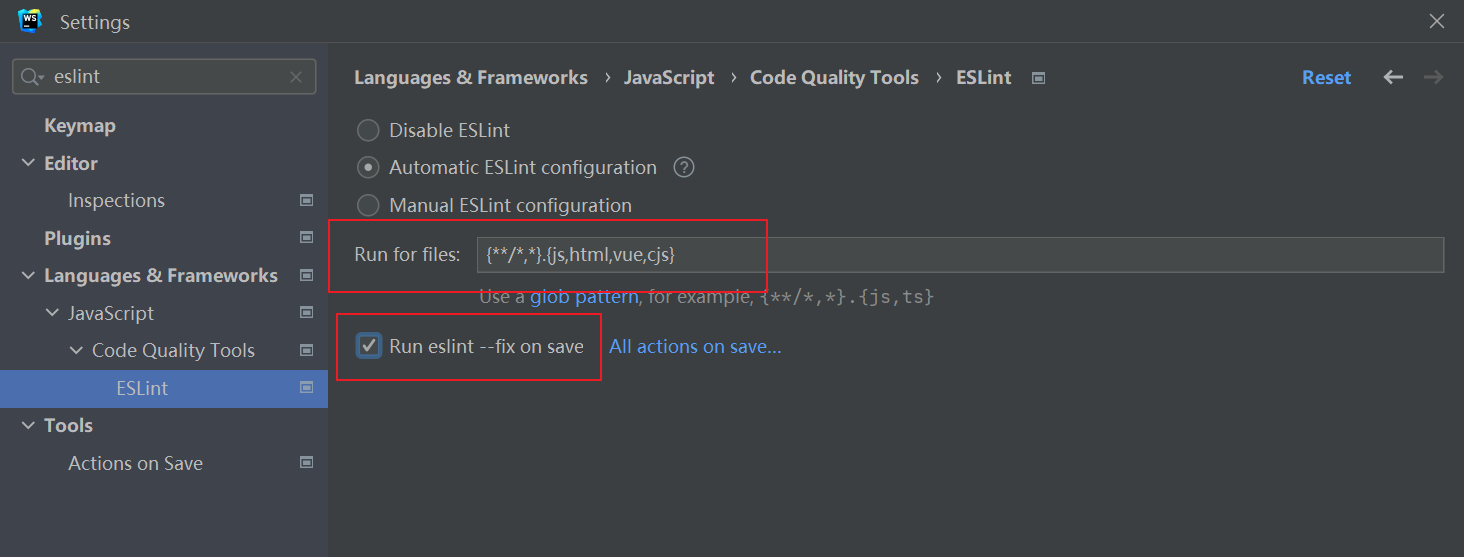 WS
Settings
eslint
Keymap
Editor
Inspections
Plugins
Languages & Frameworks
JavaScript
Code Quality Tools
ESLint
Tools
Actions on Save
Languages & Frameworks › JavaScript › Code Quality Tools › ESLint
Reset
Disable ESLint
Automatic ESLint configuration ?
Manual ESLint configuration
Run for files: {**/*,*}.{js,html,vue,cjs}
Use a glob pattern, for example, {**/*,*}.{js,ts}
Run eslint --fix on save All actions on save...